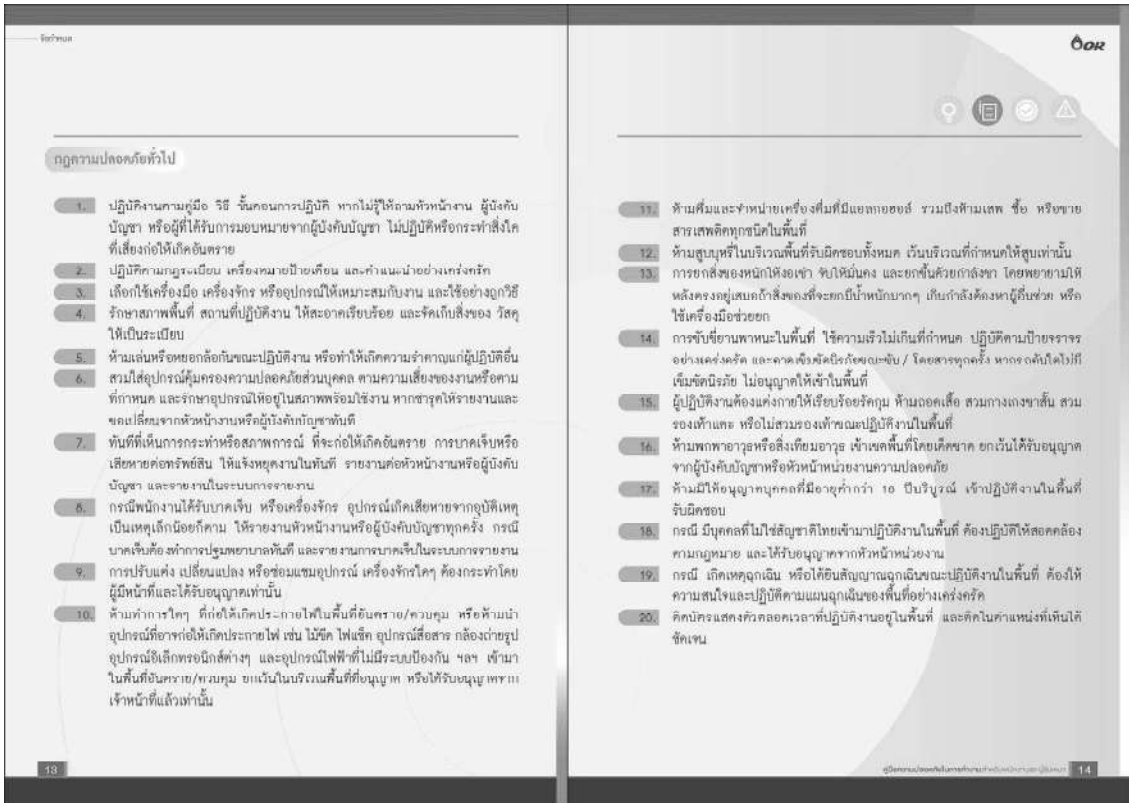 ข้อกำหนด
OR
กฎความปลอดภัยทั่วไป
1. ปฏิบัติงานตามคู่มือ วิธี ขั้นตอนการปฏิบัติ หากไม่รู้ให้ถามหัวหน้างาน ผู้บังคับ
บัญชา หรือผู้ที่ได้รับการมอบหมายจากผู้บังคับบัญชา ไม่ปฏิบัติหรือกระทำสิ่งใด
ที่เสี่ยงก่อให้เกิดอันตราย
2. ปฏิบัติตามกฎระเบียบ เครื่องหมายป้ายเตือน และคำแนะนำอย่างเคร่งครัด
3. เลือกใช้เครื่องมือ เครื่องจักร หรืออุปกรณ์ให้เหมาะสมกับงาน และใช้อย่างถูกวิธี
4. รักษาสภาพพื้นที่ สถานที่ปฏิบัติงาน ให้สะอาดเรียบร้อย และจัดเก็บสิ่งของ วัสดุ
ให้เป็นระเบียบ
5. ห้ามเล่นหรือหยอกล้อกันขณะปฏิบัติงาน หรือทำให้เกิดความรำคาญแก่ผู้ปฏิบัติอื่น
6. สวมใส่อุปกรณ์คุ้มครองความปลอดภัยส่วนบุคคล ตามความเสี่ยงของงานหรือตาม
ที่กำหนด และรักษาอุปกรณ์ให้อยู่ในสภาพพร้อมใช้งาน หากชำรุดให้รายงานและ
ขอเปลี่ยนจากหัวหน้างานหรือผู้บังคับบัญชาทันที
7. ทันทีที่เห็นการกระทำหรือสภาพการณ์ ที่จะก่อให้เกิดอันตราย การบาดเจ็บหรือ
เสียหายต่อทรัพย์สิน ให้แจ้งหยุดงานในทันที รายงานต่อหัวหน้างานหรือผู้บังคับ
บัญชา และรายงานในระบบการรายงาน
8. กรณีพนักงานได้รับบาดเจ็บ หรือเครื่องจักร อุปกรณ์เกิดเสียหายจากอุบัติเหตุ
เป็นเหตุเล็กน้อยก็ตาม ให้รายงานหัวหน้างานหรือผู้บังคับบัญชาทุกครั้ง กรณี
บาดเจ็บต้องทำการปฐมพยาบาลทันที และรายงานการบาดเจ็บในระบบการรายงาน
9. การปรับแต่ง เปลี่ยนแปลง หรือซ่อมแซมอุปกรณ์ เครื่องจักรใดๆ ต้องกระทำโดย
ผู้มีหน้าที่และได้รับอนุญาตเท่านั้น
10. ห้ามทำการใดๆ ที่ก่อให้เกิดประกายไฟในพื้นที่อันตราย/ควบคุม หรือห้ามนำ
อุปกรณ์ที่อาจก่อให้เกิดประกายไฟ เช่น ไม้ขีด ไฟแช็ค อุปกรณ์สื่อสาร กล้องถ่ายรูป
อุปกรณ์อิเล็กทรอนิกส์ต่างๆ และอุปกรณ์ไฟฟ้าที่ไม่มีระบบป้องกัน ฯลฯ เข้ามา
ในพื้นที่อันตราย/ควบคุม ยกเว้นในบริเวณพื้นที่ที่อนุญาต หรือได้รับอนุญาตจาก
เจ้าหน้าที่แล้วเท่านั้น
13
11. ห้ามดื่มและจำหน่ายเครื่องดื่มที่มีแอลกอฮอล์ รวมถึงห้ามเสพ ซื้อ หรือขาย
สารเสพติดทุกชนิดในพื้นที่
12. ห้ามสูบบุหรี่ในบริเวณพื้นที่รับผิดชอบทั้งหมด เว้นบริเวณที่กำหนดให้สูบเท่านั้น
13. การยกสิ่งของหนักให้งอเข่า จับให้มั่นคง และยกขึ้นด้วยกำลังขา โดยพยายามให้
หลังตรงอยู่เสมอถ้าสิ่งของที่จะยกมีน้ำหนักมากๆ เกินกำลังต้องหาผู้อื่นช่วย หรือ
ใช้เครื่องมือช่วยยก
14. การขับขี่ยานพาหนะในพื้นที่ ใช้ความเร็วไม่เกินที่กำหนด ปฏิบัติตามป้ายจราจร
อย่างเคร่งครัด และคาดเข็มขัดนิรภัยขณะขับ / โดยสารทุกครั้ง หากรถคันใดไม่มี
เข็มขัดนิรภัย ไม่อนุญาตให้เข้าในพื้นที่
15. ผู้ปฏิบัติงานต้องแต่งกายให้เรียบร้อยรัดกุม ห้ามถอดเสื้อ สวมกางเกงขาสั้น สวม
รองเท้าแตะ หรือไม่สวมรองเท้าขณะปฏิบัติงานในพื้นที่
16. ห้ามพกพาอาวุธหรือสิ่งเทียมอาวุธ เข้าเขตพื้นที่โดยเด็ดขาด ยกเว้นได้รับอนุญาต
จากผู้บังคับบัญชาหรือหัวหน้าหน่วยงานความปลอดภัย
17. ห้ามมิให้อนุญาตบุคคลที่มีอายุต่ำกว่า 18 ปีบริบูรณ์ เข้าปฏิบัติงานในพื้นที่
รับผิดชอบ
18. กรณี มีบุคคลที่ไม่ใช่สัญชาติไทยเข้ามาปฏิบัติงานในพื้นที่ ต้องปฏิบัติให้สอดคล้อง
ตามกฎหมาย และได้รับอนุญาตจากหัวหน้าหน่วยงาน
19. กรณี เกิดเหตุฉุกเฉิน หรือได้ยินสัญญาณฉุกเฉินขณะปฏิบัติงานในพื้นที่ ต้องให้
ความสนใจและปฏิบัติตามแผนฉุกเฉินของพื้นที่อย่างเคร่งครัด
20. ติดบัตรแสดงตัวตลอดเวลาที่ปฏิบัติงานอยู่ในพื้นที่ และติดในตำแหน่งที่เห็นได้
ชัดเจน
คู่มือความปลอดภัยในการทำงานสำหรับพนักงานและผู้รับเหมา 14